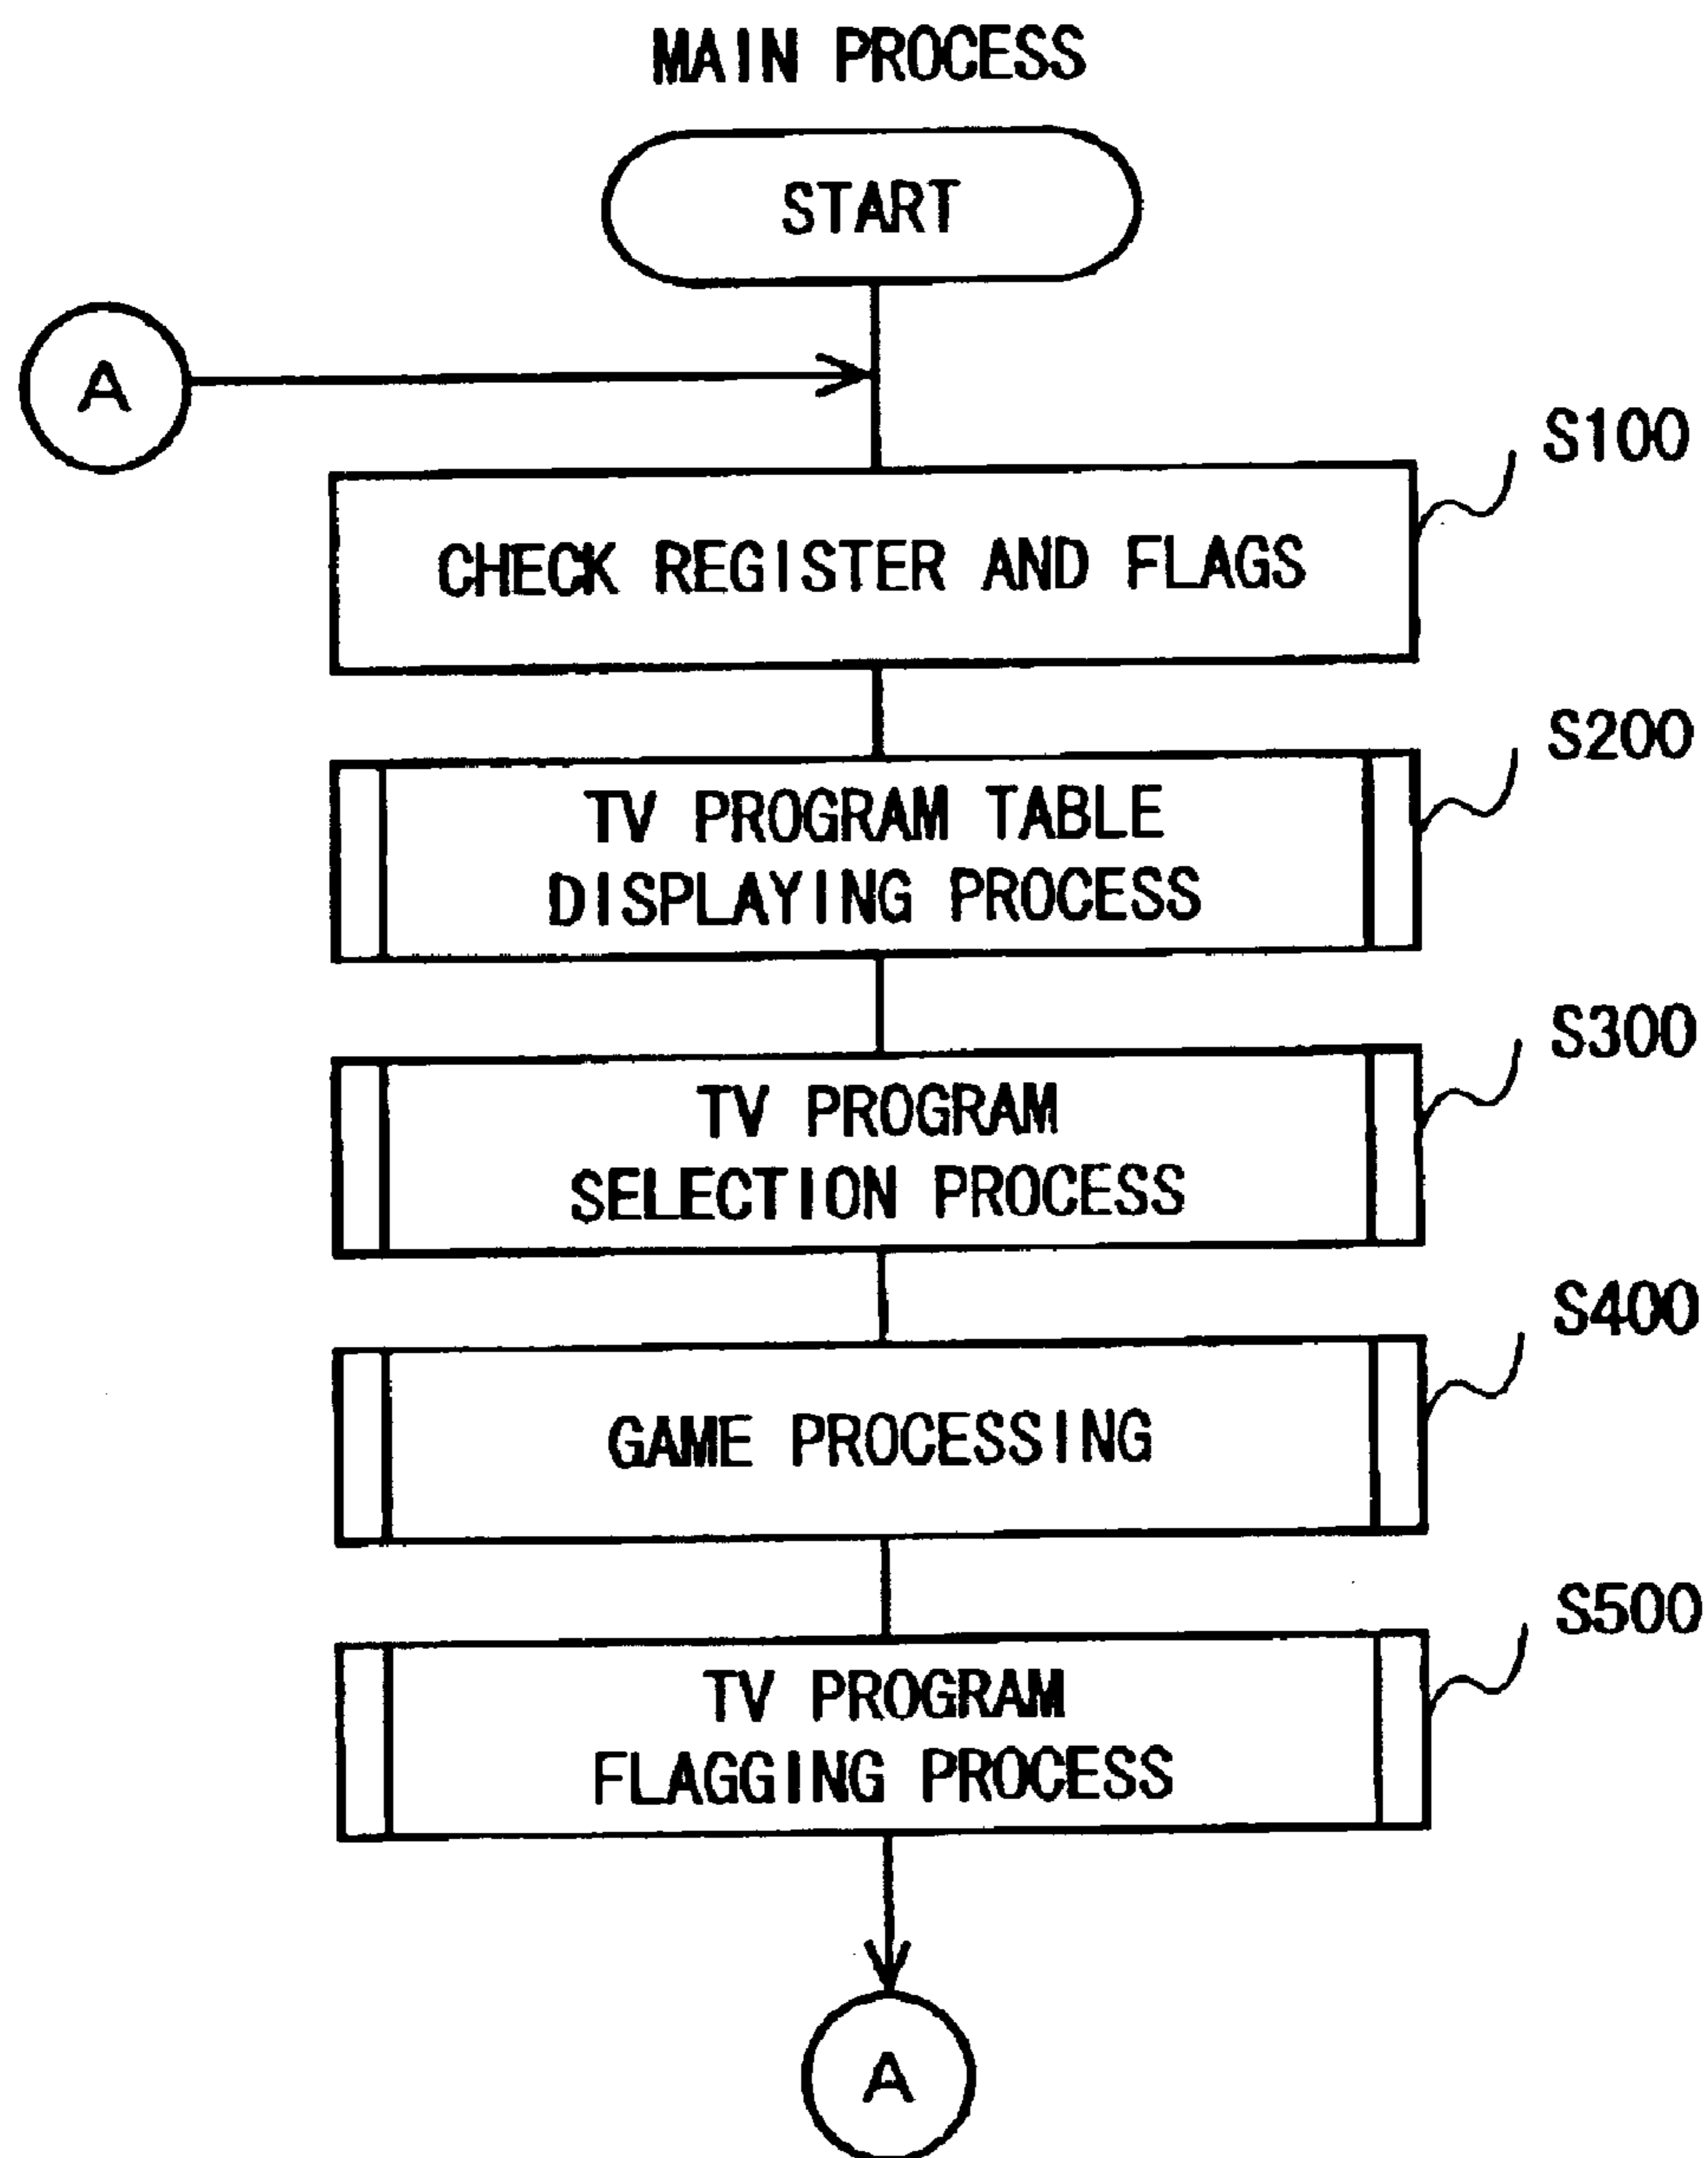 MAIN PROCESS
START
A
S100
CHECK REGISTER AND FLAGS
S200
TV PROGRAM TABLE
DISPLAYING PROCESS
S300
TV PROGRAM
SELECTION PROCESS
S400
GAME PROCESSING
S500
TV PROGRAM
FLAGGING PROCESS
A